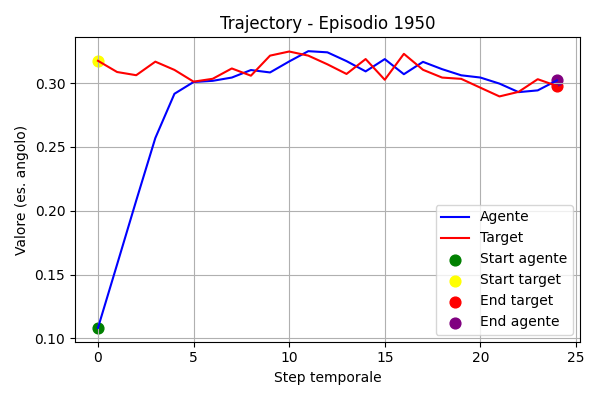 Trajectory - Episodio 1950
Valore (es. angolo)
0.30
0.25
0.20
0.15
0.10
Agente
Target
Start agente
Start target
End target
End agente
0 5 10 15 20 25
Step temporale